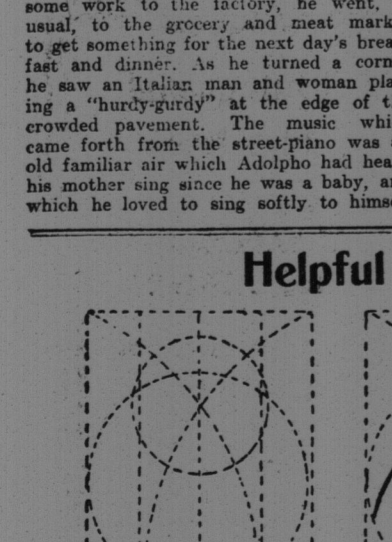 some work to the factory, he went,
usual, to the grocery and meat mark
to get something for the next day's brea
fast and dinner. As he turned a corn
he saw an Italian man and woman pla
ing a "hurdy-gurdy" at the edge of t
crowded pavement. The music whi
came forth from the street-piano was
old familiar air which Adolpho had hea
his mother sing since he was a baby, a
which he loved to sing softly to himse
Helpful